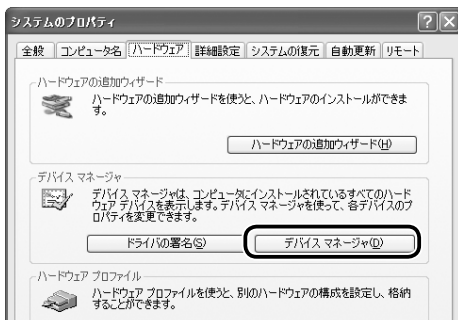 システムのプロパティ
全般 コンピュータ名 ハードウェア 詳細設定 システムの復元 自動更新 リモート
ハードウェアの追加ウィザード
ハードウェアの追加ウィザードを使うと、ハードウェアのインストールができま
す。
ハードウェアの追加ウィザード(H)
デバイス マネージャ
デバイス マネージャは、コンピュータにインストールされているすべてのハード
ウェア デバイスを表示します。デバイス マネージャを使って、各デバイスのプ
ロパティを変更できます。
ドライバの署名(S) デバイス マネージャ(D)
ハードウェア プロファイル
ハードウェア プロファイルを使うと、別のハードウェアの構成を設定し、格納
することができます。